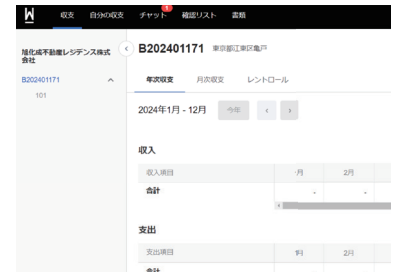 収支 自分の収支 チャット 確認リスト 書類
旭化成不動産レジデンス株式会社
B202401171
101
B202401171 東京都江東区亀戸
年次収支 月次収支 レントロール
2024年1月 - 12月 今年
収入
収入項目 1月 2月
合計 - -
支出
支出項目 1月 2月
合計